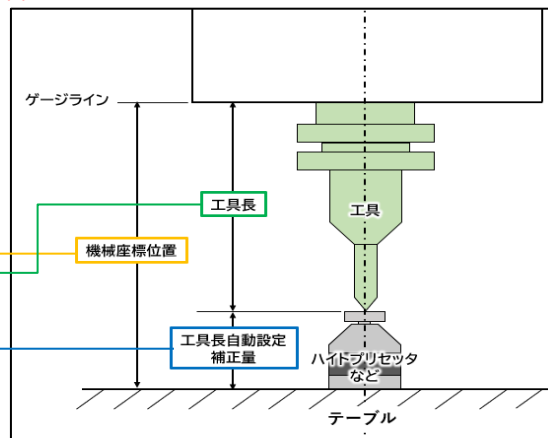 ゲージライン
工具長
工具
機械座標位置
工具長自動設定
補正量
ハイトプリセッタ
など
テーブル